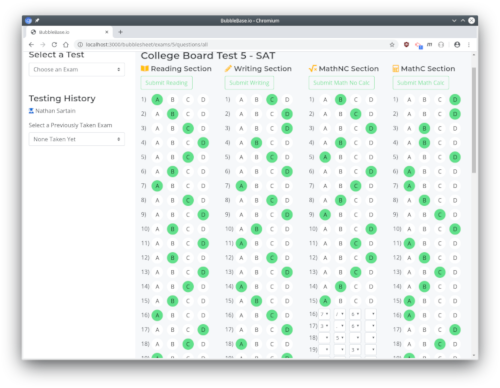 BubbleBase.io - Chromium
BubbleBase.io
localhost:3000/bubblesheet/exams/5/questions/all
Select a Test
Choose an Exam
Testing History
Nathan Sartain
Select a Previously Taken Exam
None Taken Yet
College Board Test 5 - SAT
Reading Section Writing Section MathNC Section MathC Section
Submit Reading Submit Writing Submit Math No Calc Submit Math Calc
1) A B C D 1) A B C D 1) A B C D 1) A B C D
2) A B C D 2) A B C D 2) A B C D 2) A B C D
3) A B C D 3) A B C D 3) A B C D 3) A B C D
4) A B C D 4) A B C D 4) A B C D 4) A B C D
5) A B C D 5) A B C D 5) A B C D 5) A B C D
6) A B C D 6) A B C D 6) A B C D 6) A B C D
7) A B C D 7) A B C D 7) A B C D 7) A B C D
8) A B C D 8) A B C D 8) A B C D 8) A B C D
9) A B C D 9) A B C D 9) A B C D 9) A B C D
10) A B C D 10) A B C D 10) A B C D 10) A B C D
11) A B C D 11) A B C D 11) A B C D 11) A B C D
12) A B C D 12) A B C D 12) A B C D 12) A B C D
13) A B C D 13) A B C D 13) A B C D 13) A B C D
14) A B C D 14) A B C D 14) A B C D 14) A B C D
15) A B C D 15) A B C D 15) A B C D 15) A B C D
16) A B C D 16) A B C D 16) 16) A B C D
17) A B C D 17) A B C D 17) 17) A B C D
18) A B C D 18) A B C D 18) 18) A B C D
19) A B C D 19) A B C D 19) 19) A B C D